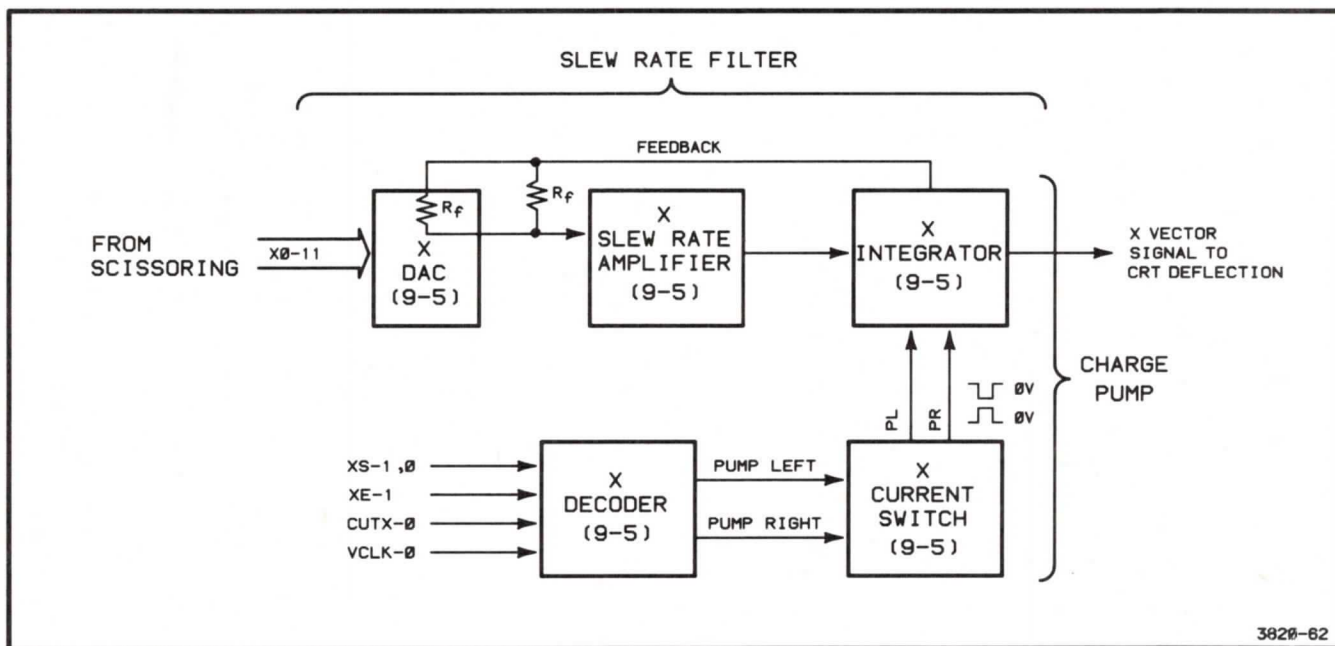 SLEW RATE FILTER
FEEDBACK
Rf
Rf
FROM
SCISSORING
X0-11
X
DAC
(9-5)
X
SLEW RATE
AMPLIFIER
(9-5)
X
INTEGRATOR
(9-5)
X VECTOR
SIGNAL TO
CRT DEFLECTION
CHARGE
PUMP
PL
PR
0V
0V
XS-1,0
XE-1
CUTX-0
VCLK-0
X
DECODER
(9-5)
PUMP LEFT
PUMP RIGHT
X
CURRENT
SWITCH
(9-5)
3820-62